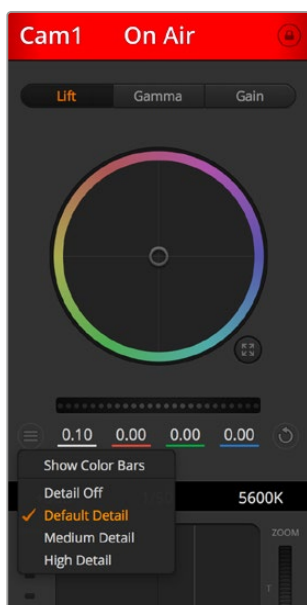 Cam1 On Air
Lift Gamma Gain
0.10 0.00 0.00 0.00
Show Color Bars
Detail Off
5600K
Default Detail
Medium Detail
ZOOM
High Detail
T